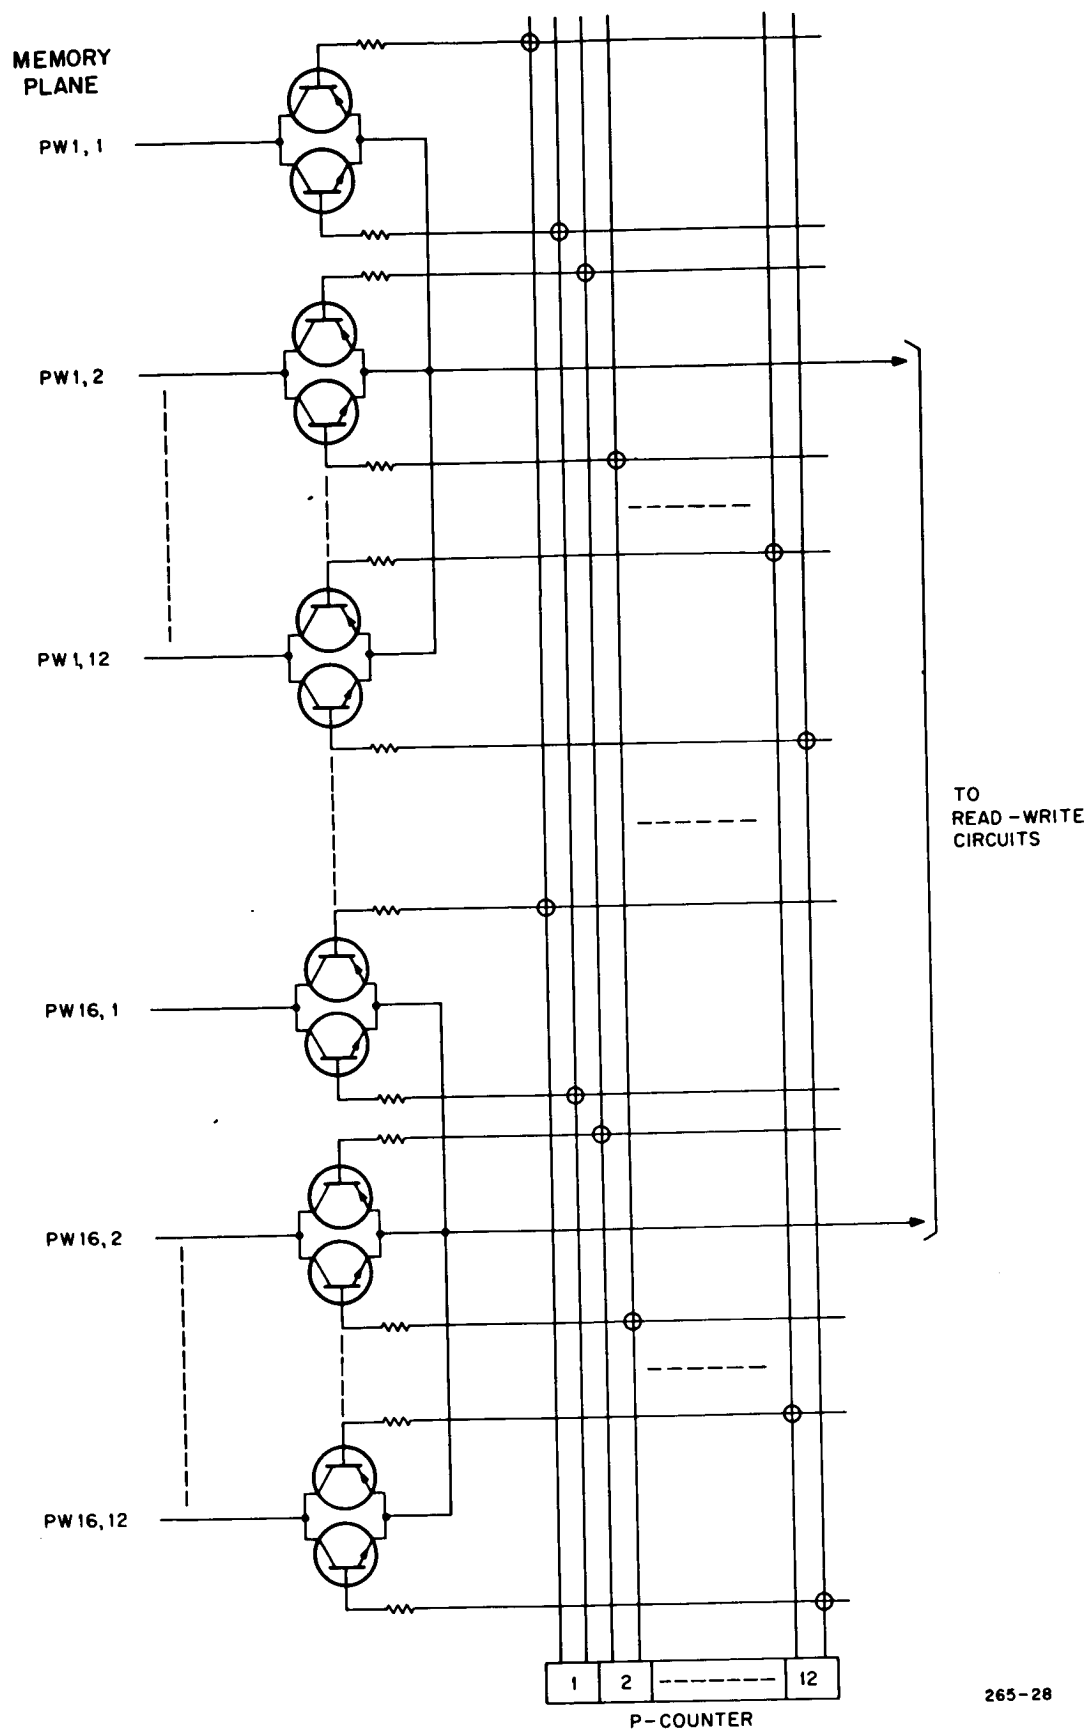 MEMORY
PLANE
PW1, 1
PW1, 2
PW1, 12
TO
READ-WRITE
CIRCUITS
PW16, 1
PW16, 2
PW16, 12
1 2 12
P-COUNTER
265-28